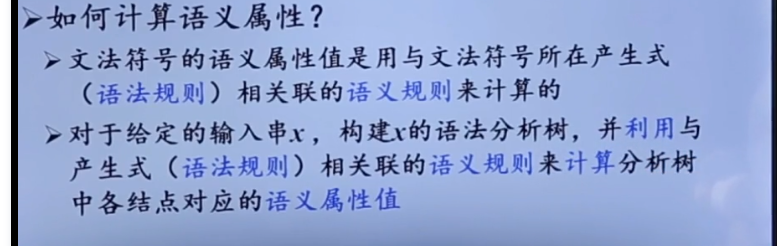 ➢如何计算语义属性？
➢文法符号的语义属性值是用与文法符号所在产生式
（语法规则）相关联的语义规则来计算的
➢对于给定的输入串x，构建x的语法分析树，并利用与
产生式（语法规则）相关联的语义规则来计算分析树
中各结点对应的语义属性值